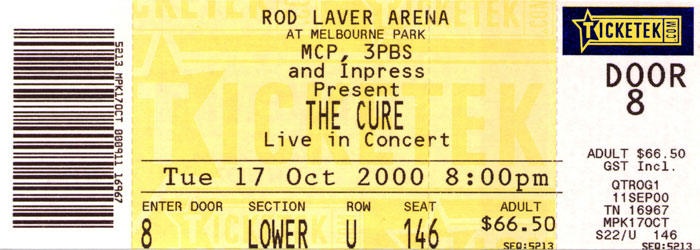 5213 MPK17OCT 000911 16967
ROD LAVER ARENA
AT MELBOURNE PARK
MCP, 3PBS
and Inpress
Present
THE CURE
Live in Concert
Tue 17 Oct 2000 8:00pm
ENTER DOOR SECTION ROW SEAT ADULT
8 LOWER U 146 $66.50
SEQ:5213
TICKETEK.COM
DOOR
8
ADULT $66.50
GST Incl.
QTROG1
11SEP00
TN 16967
MPK17OCT
S22/U 146
SEQ:5213
TICKETEK